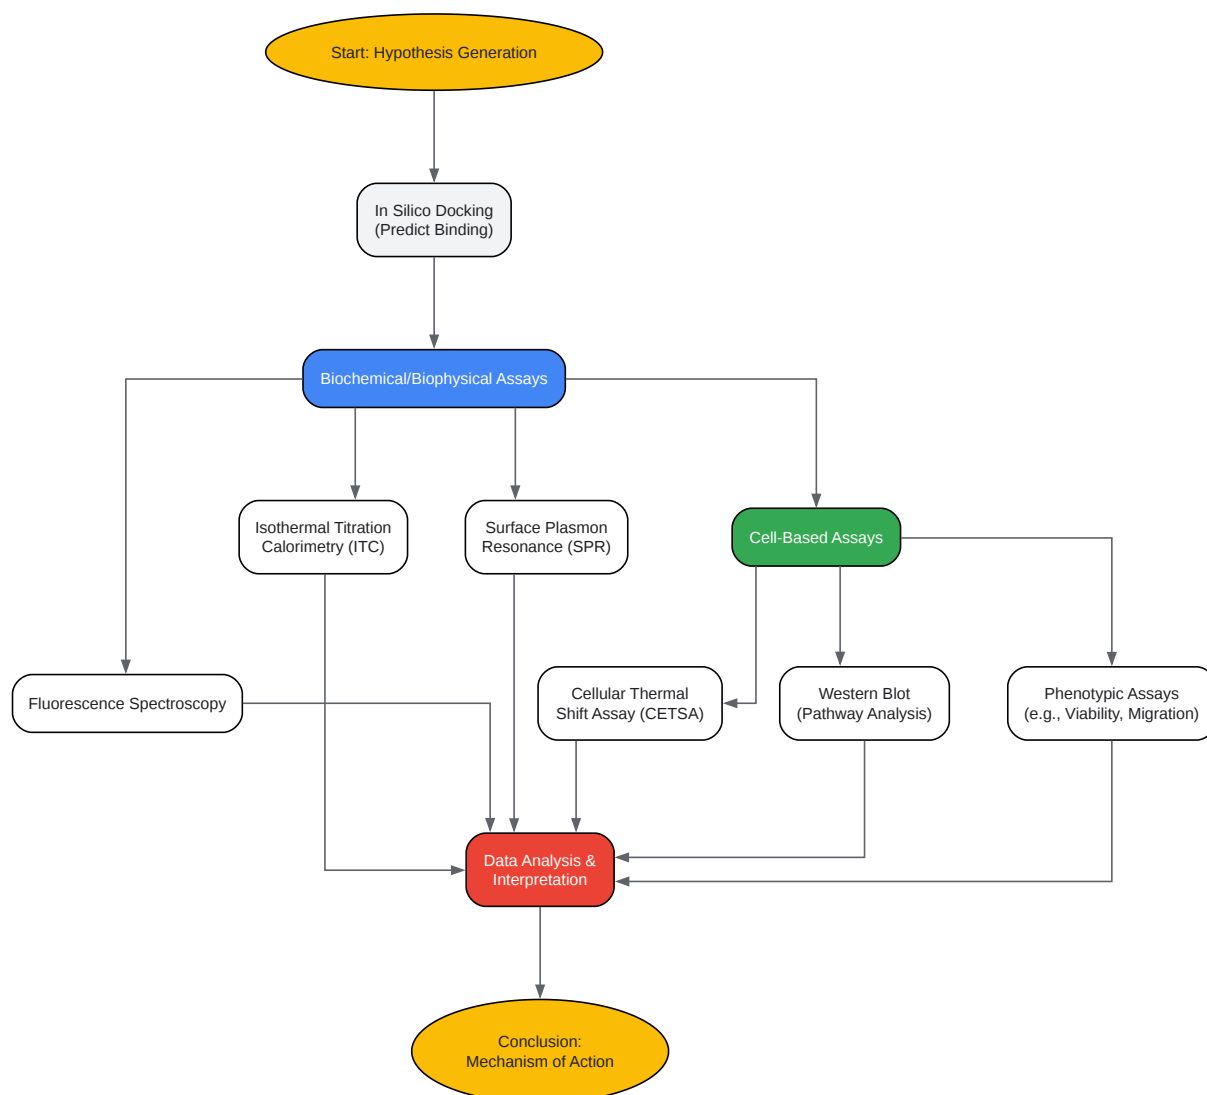 Start: Hypothesis Generation
In Silico Docking
(Predict Binding)
Biochemical/Biophysical Assays
Isothermal Titration
Calorimetry (ITC)
Surface Plasmon
Resonance (SPR)
Cell-Based Assays
Fluorescence Spectroscopy
Cellular Thermal
Shift Assay (CETSA)
Western Blot
(Pathway Analysis)
Phenotypic Assays
(e.g., Viability, Migration)
Data Analysis &
Interpretation
Conclusion:
Mechanism of Action